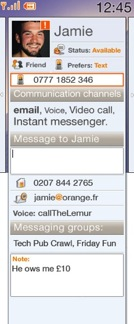 12:45
Jamie
Status: Available
Friend
Prefers: Text
0777 1852 346
Communication channels
email, Voice, Video call,
Instant messenger.
Message to Jamie
0207 844 2765
jamie@orange.fr
Voice: callTheLemur
Messaging groups:
Tech Pub Crawl, Friday Fun
Note:
He ows me £10